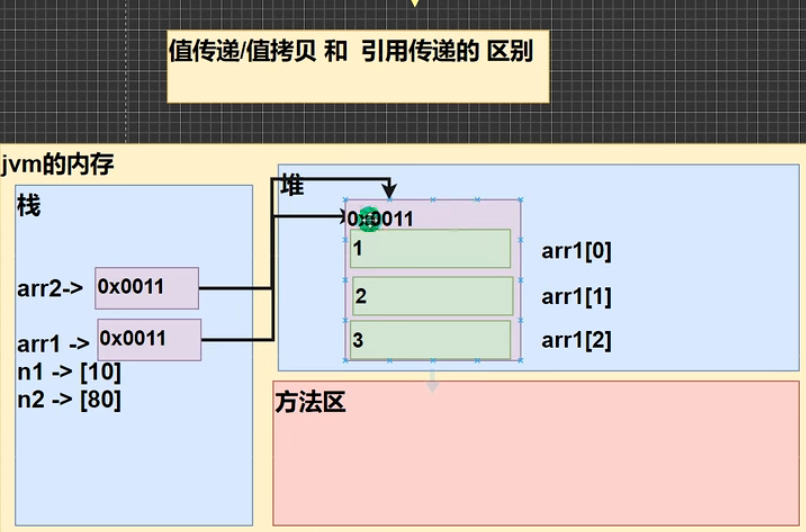 值传递/值拷贝 和 引用传递的 区别
jvm的内存
栈
堆
0x0011
1
arr1[0]
arr2->
0x0011
2
arr1[1]
arr1 ->
0x0011
3
arr1[2]
n1 -> [10]
n2 -> [80]
方法区